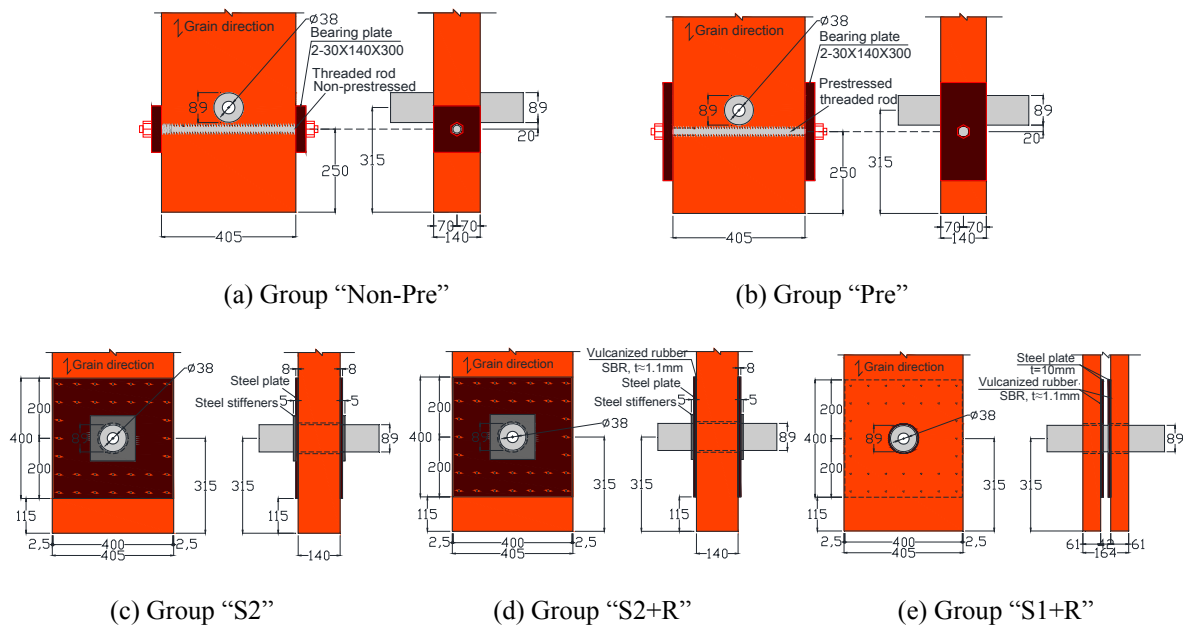 Grain direction
ø38
Bearing plate
2-30X140X300
Threaded rod
Non-prestressed
89
89
20
315
250
70 70
140
405
(a) Group “Non-Pre”
Grain direction
ø38
Bearing plate
2-30X140X300
Prestressed
threaded rod
89
89
20
315
250
70 70
140
405
(b) Group “Pre”
Grain direction
ø38
8 8
Steel plate
5 5
Steel stiffeners
200
400
200
89
89
315
115
2,5 400 2,5
405
140
(c) Group “S2”
Vulcanized rubber
SBR, t≈1.1mm
Grain direction
8
Steel plate
5 5
Steel stiffeners
ø38
200
400
200
89
89
315
115
2,5 400 2,5
405
140
(d) Group “S2+R”
Grain direction
Steel plate
t=10mm
Vulcanized rubber
SBR, t≈1.1mm
ø38
200
400
200
89
89
315
315
115
2,5 400 2,5
405
61 61
164
(e) Group “S1+R”